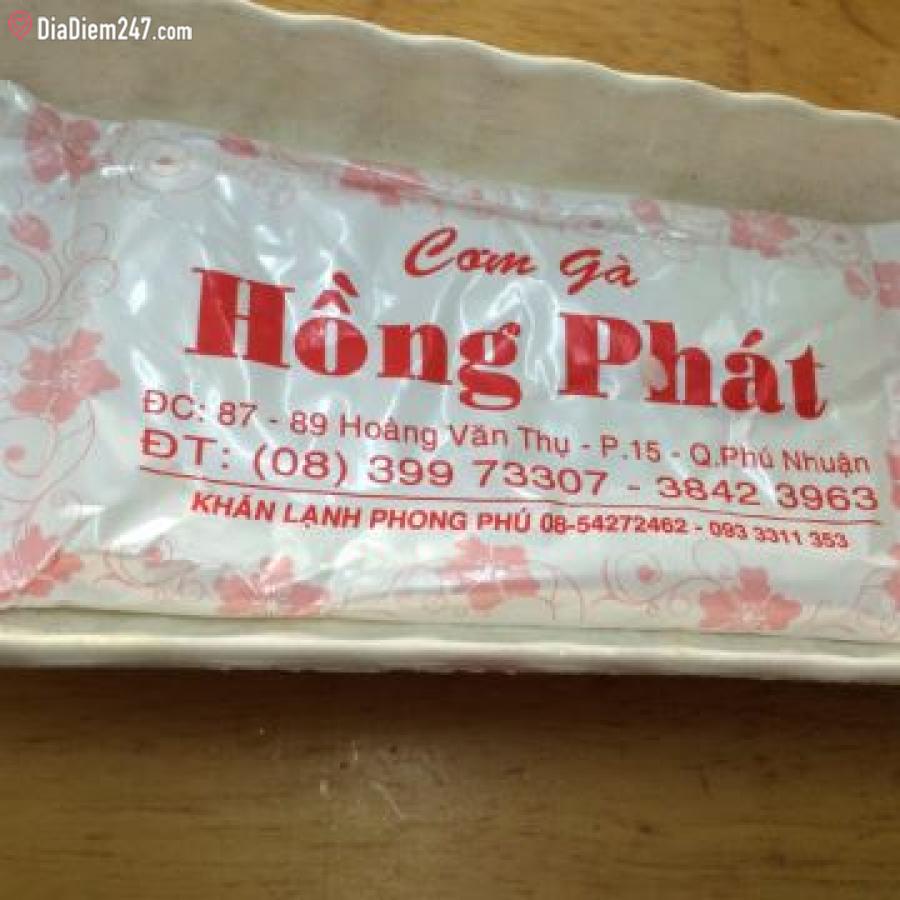 DiaDiem247.com
Cơm gà
Hồng Phát
ĐC: 87 - 89 Hoàng Văn Thụ - P.15 - Q.Phú Nhuận
ĐT: (08) 399 73307 - 3842 3963
KHĂN LẠNH PHONG PHÚ 08-54272462 - 093 3311 353